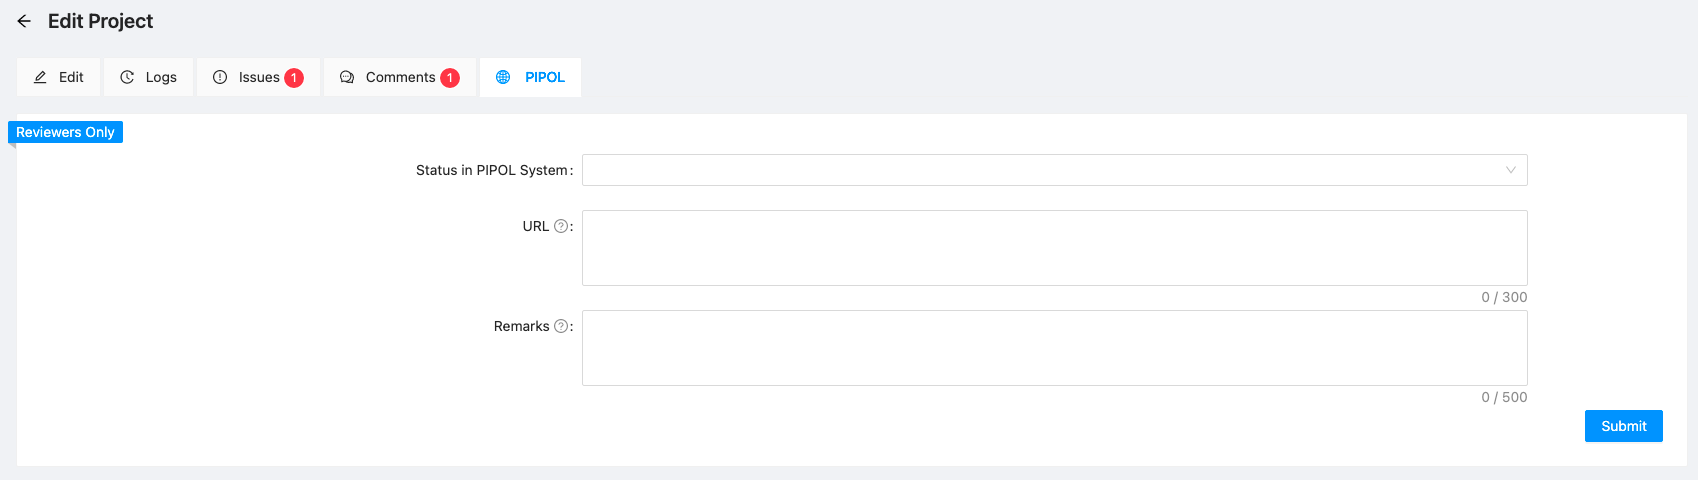 Edit Project
Edit
Logs
Issues 1
Comments 1
PIPOL
Reviewers Only
Status in PIPOL System:
URL ?:
0 / 300
Remarks ?:
0 / 500
Submit